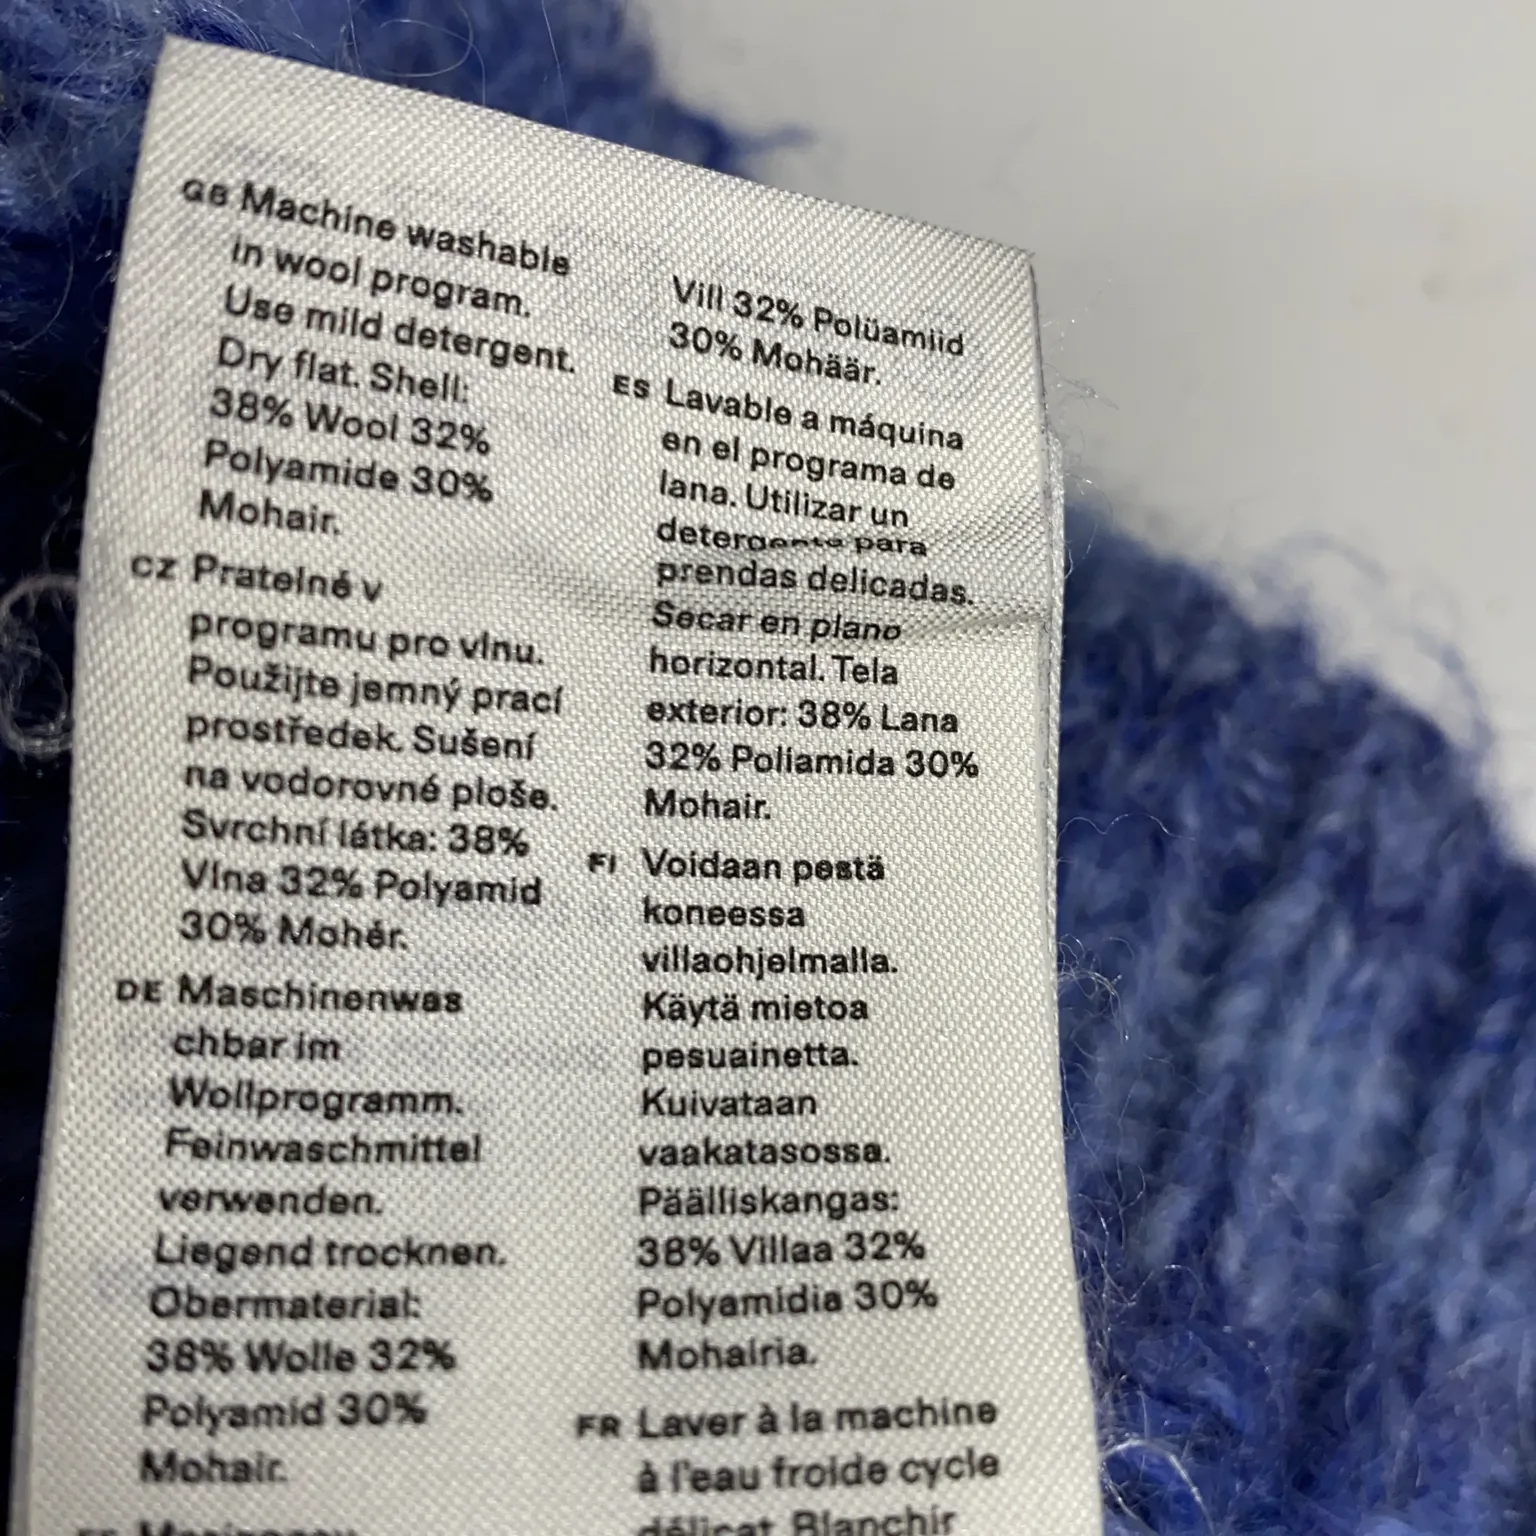 GB Machine washable
in wool program.
Use mild detergent.
Dry flat. Shell:
38% Wool 32%
Polyamide 30%
Mohair.
CZ Pratelné v
programu pro vlnu.
Použijte jemný prací
prostředek. Sušení
na vodorovné ploše.
Svrchní látka: 38%
Vlna 32% Polyamid
30% Mohér.
DE Maschinenwas
chbar im
Wollprogramm.
Feinwaschmittel
verwenden.
Liegend trocknen.
Obermaterial:
38% Wolle 32%
Polyamid 30%
Mohair.
Vill 32% Polüamiid
30% Mohäär.
ES Lavable a máquina
en el programa de
lana. Utilizar un
detergente para
prendas delicadas.
Secar en plano
horizontal. Tela
exterior: 38% Lana
32% Poliamida 30%
Mohair.
FI Voidaan pestä
koneessa
villaohjelmalla.
Käytä mietoa
pesuainetta.
Kuivataan
vaakatasossa.
Päälliskangas:
38% Villaa 32%
Polyamidia 30%
Mohairia.
FR Laver à la machine
à l'eau froide cycle
délicat Blanchir